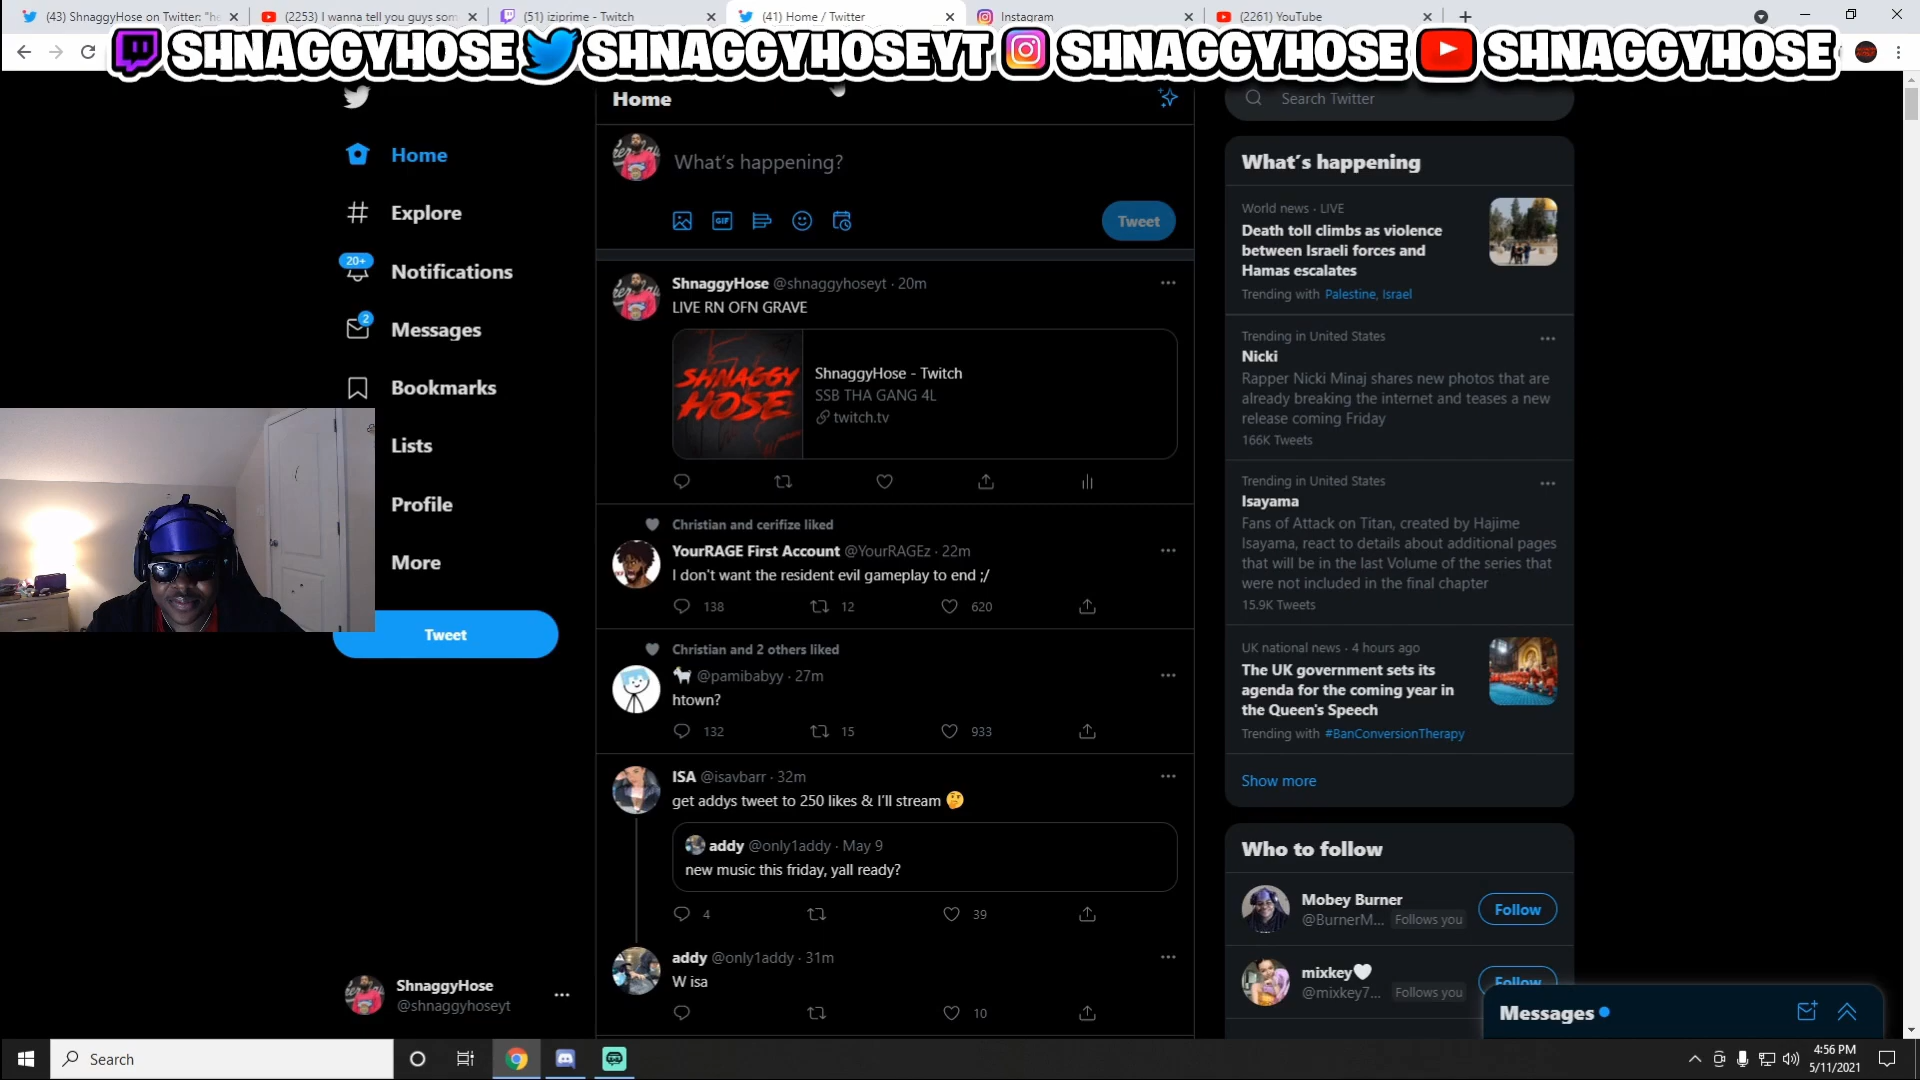 (43) ShnaggyHose on Twitter: "he
(2253) I wanna tell you guys som
(51) iziprime - Twitch
(41) Home / Twitter
Instagram
(2261) YouTube
SHNAGGYHOSE SHNAGGYHOSEYT SHNAGGYHOSE SHNAGGYHOSE
Home
Explore
20+
Notifications
2
Messages
Bookmarks
Lists
Profile
More
Tweet
ShnaggyHose
@shnaggyhoseyt
Home
What's happening?
GIF
Tweet
ShnaggyHose @shnaggyhoseyt · 20m
LIVE RN OFN GRAVE
SHNAGGY
HOSE
ShnaggyHose - Twitch
SSB THA GANG 4L
twitch.tv
Christian and cerifize liked
YourRAGE First Account @YourRAGEz · 22m
I don't want the resident evil gameplay to end ;/
138 12 620
Christian and 2 others liked
🐐 @pamibabyy · 27m
htown?
132 15 933
ISA @isavbarr · 32m
get addys tweet to 250 likes & I'll stream 🤔
addy @only1addy · May 9
new music this friday, yall ready?
4 39
addy @only1addy · 31m
W isa
10
Search Twitter
What's happening
World news · LIVE
Death toll climbs as violence
between Israeli forces and
Hamas escalates
Trending with Palestine, Israel
Trending in United States
Nicki
Rapper Nicki Minaj shares new photos that are
already breaking the internet and teases a new
release coming Friday
166K Tweets
Trending in United States
Isayama
Fans of Attack on Titan, created by Hajime
Isayama, react to details about additional pages
that will be in the last Volume of the series that
were not included in the final chapter
15.9K Tweets
UK national news · 4 hours ago
The UK government sets its
agenda for the coming year in
the Queen's Speech
Trending with #BanConversionTherapy
Show more
Who to follow
Mobey Burner
@BurnerM... Follows you
Follow
mixkey🤍
@mixkey7... Follows you
Follow
Messages
Search
4:56 PM
5/11/2021